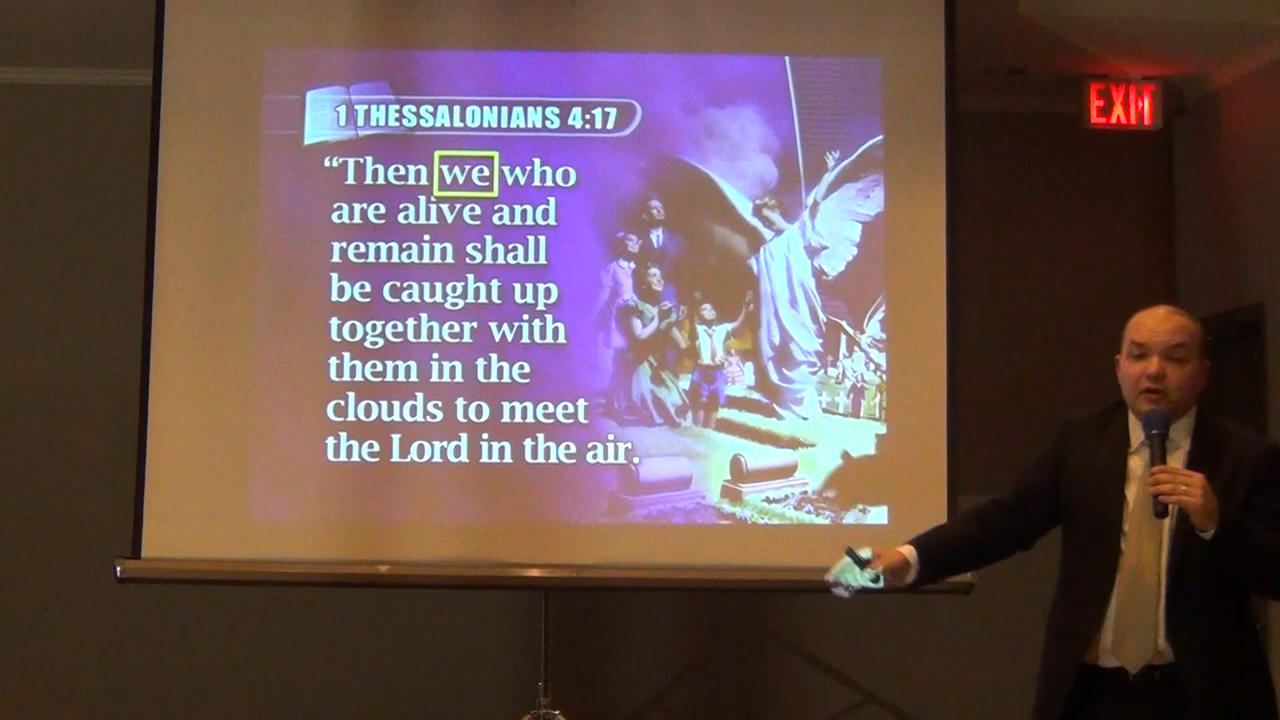 1 THESSALONIANS 4:17
“Then we who
are alive and
remain shall
be caught up
together with
them in the
clouds to meet
the Lord in the air.
EXIT